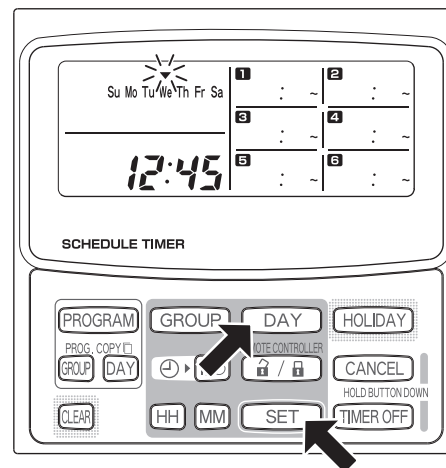 Su Mo Tu We Th Fr Sa
12:45
1 : ~
2 : ~
3 : ~
4 : ~
5 : ~
6 : ~
SCHEDULE TIMER
PROGRAM
GROUP
DAY
HOLIDAY
PROG. COPY
GROUP
DAY
CONTROLLER
/
CANCEL
HOLD BUTTON DOWN
CLEAR
HH
MM
SET
TIMER OFF